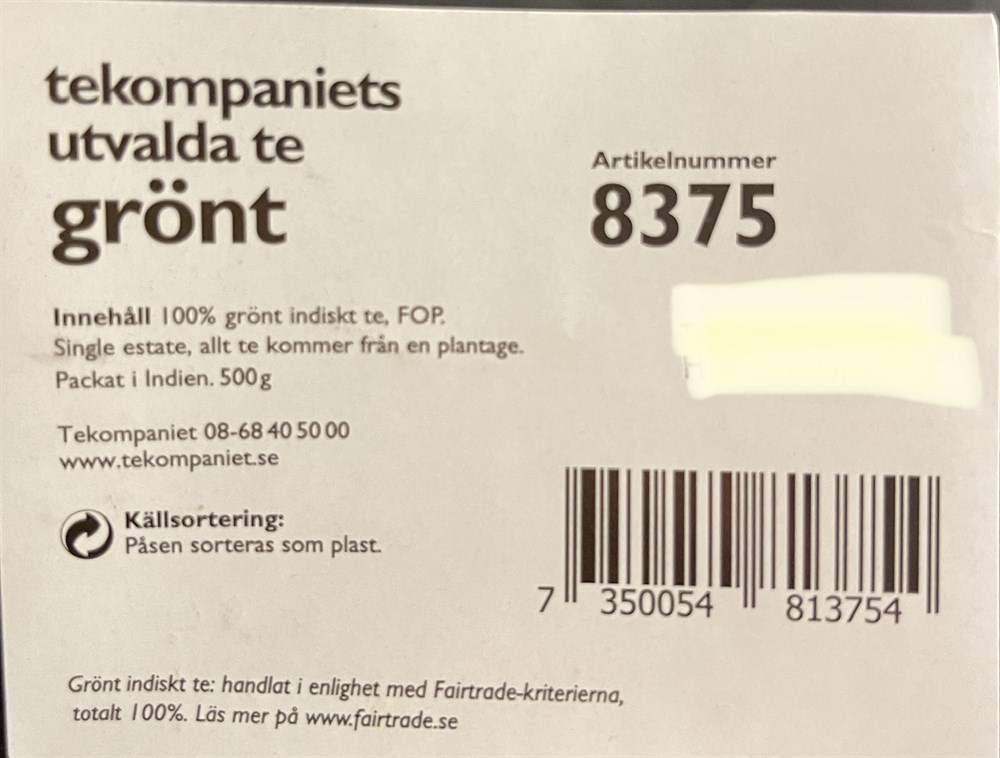 tekompaniets
utvalda te
grönt
Artikelnummer
8375
Innehåll 100% grönt indiskt te, FOP.
Single estate, allt te kommer från en plantage.
Packat i Indien. 500g
Tekompaniet 08-68 40 50 00
www.tekompaniet.se
Källsortering:
Påsen sorteras som plast.
7 350054 813754
Grönt indiskt te: handlat i enlighet med Fairtrade-kriterierna,
totalt 100%. Läs mer på www.fairtrade.se